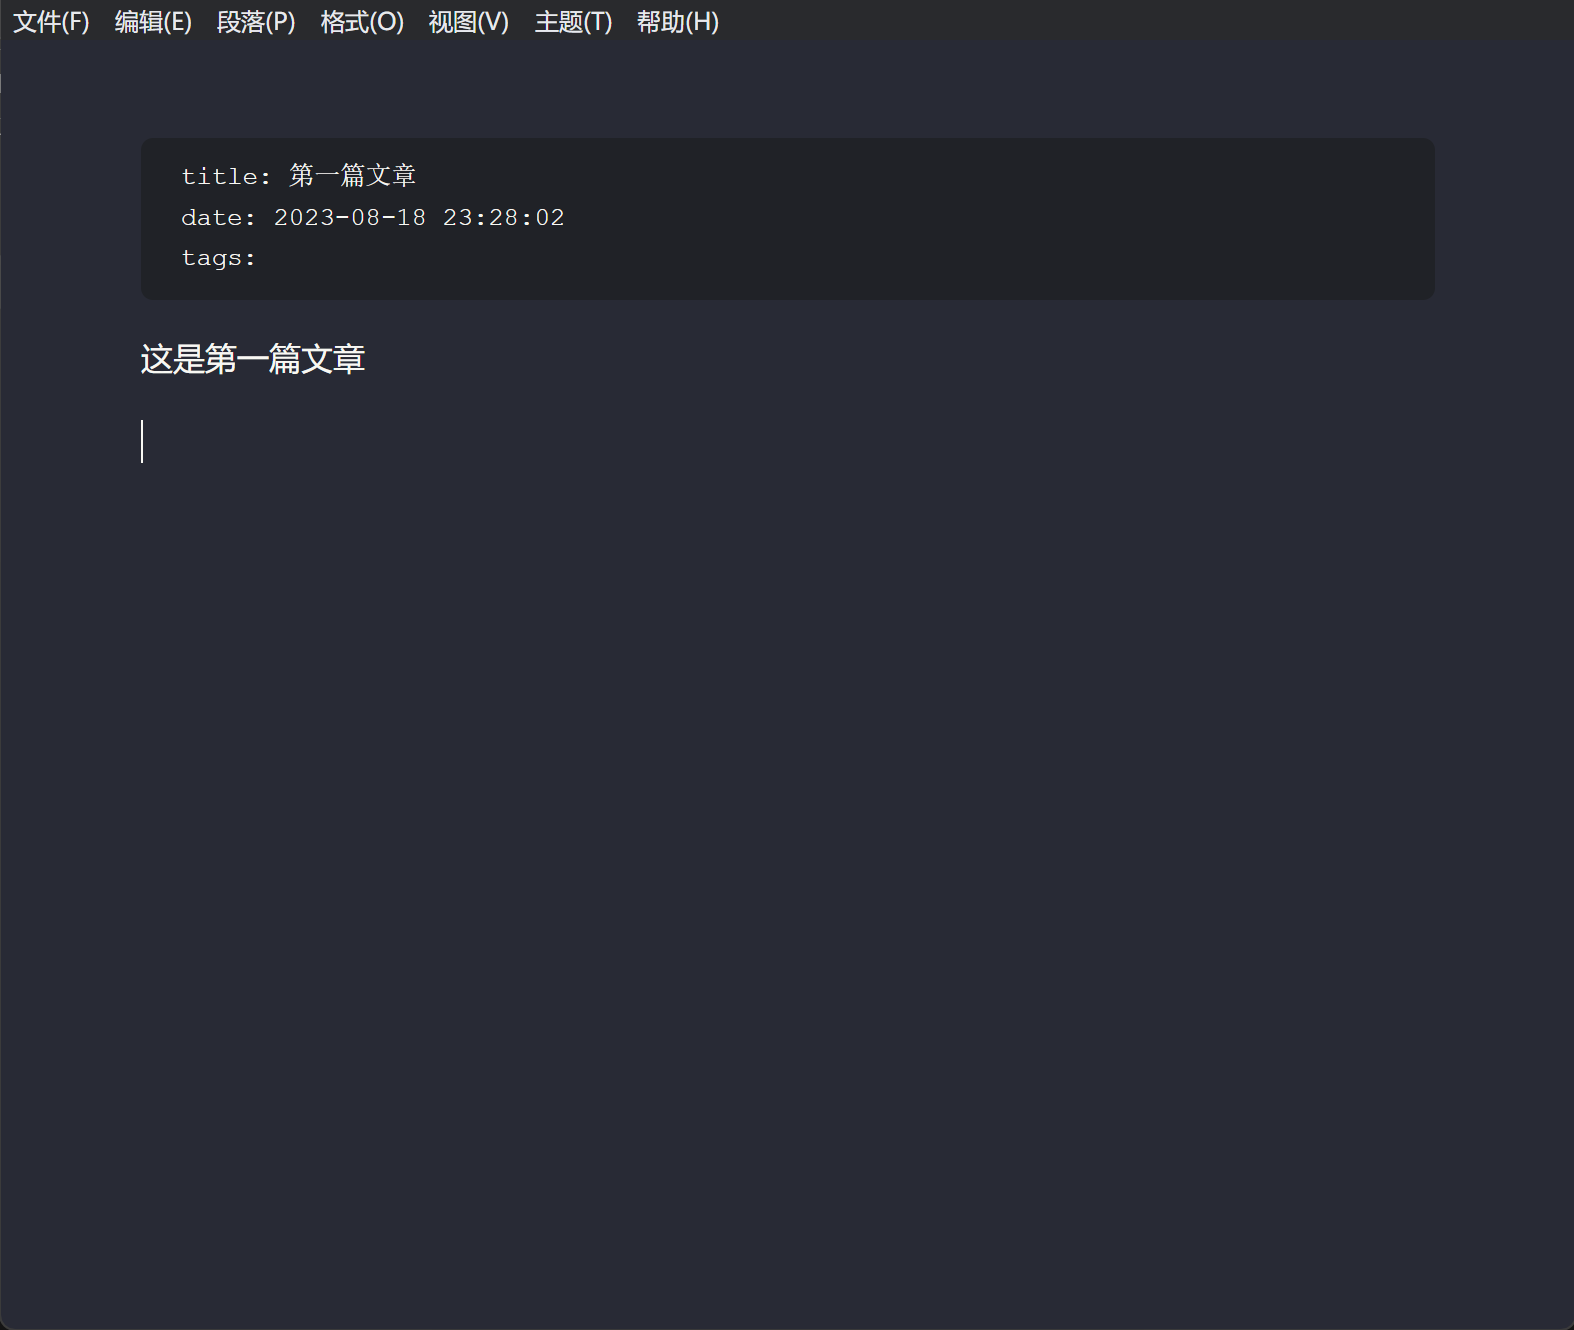 文件(F) 编辑(E) 段落(P) 格式(O) 视图(V) 主题(T) 帮助(H)
title: 第一篇文章
date: 2023-08-18 23:28:02
tags:
这是第一篇文章